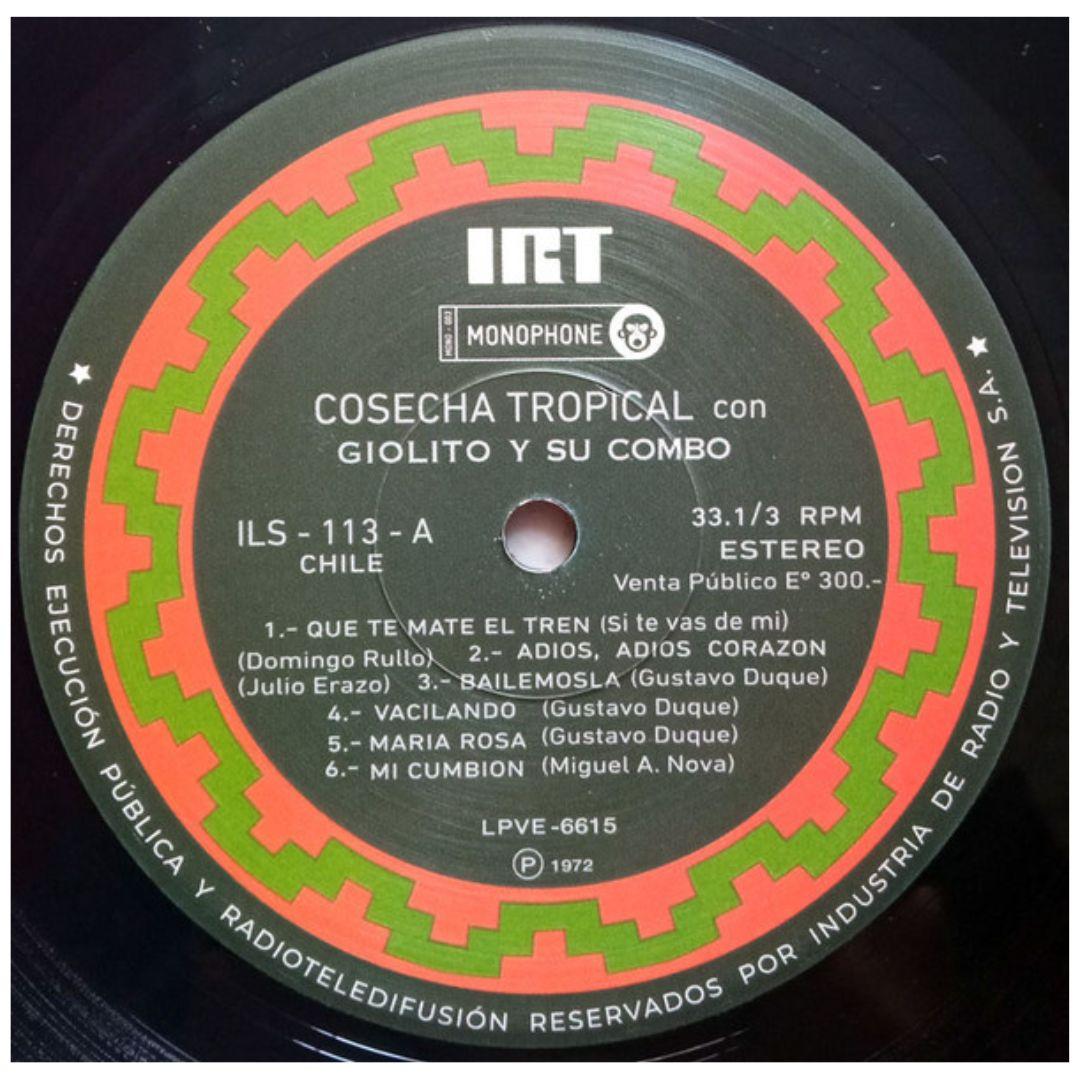 IRT
MONOPHONE
COSECHA TROPICAL con
GIOLITO Y SU COMBO
ILS - 113 - A
CHILE
33.1/3 RPM
ESTEREO
Venta Público Eº 300.-
1.- QUE TE MATE EL TREN (Si te vas de mi)
(Domingo Rullo) 2.- ADIOS, ADIOS CORAZON
(Julio Erazo) 3.- BAILEMOSLA (Gustavo Duque)
4.- VACILANDO (Gustavo Duque)
5.- MARIA ROSA (Gustavo Duque)
6.- MI CUMBION (Miguel A. Nova)
LPVE -6615
Ⓟ 1972
★ DERECHOS EJECUCIÓN PÚBLICA Y RADIOTELEDIFUSIÓN RESERVADOS POR INDUSTRIA DE RADIO Y TELEVISION S.A. ★